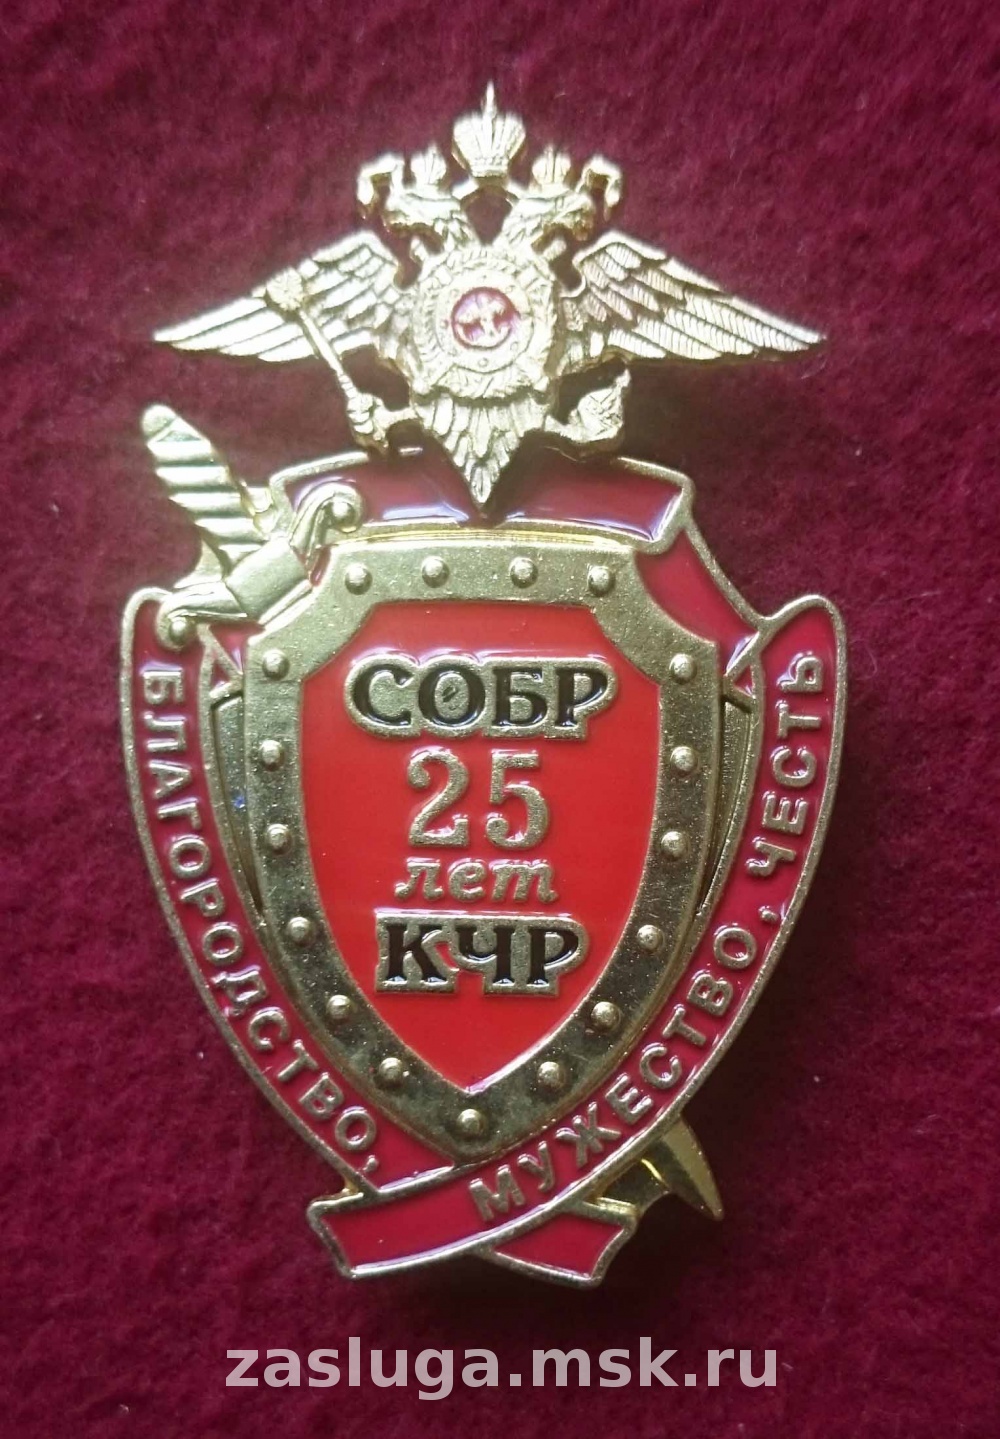 СОБР
25
лет
КЧР
БЛАГОРОДСТВО,
МУЖЕСТВО, ЧЕСТЬ
zasluga.msk.ru